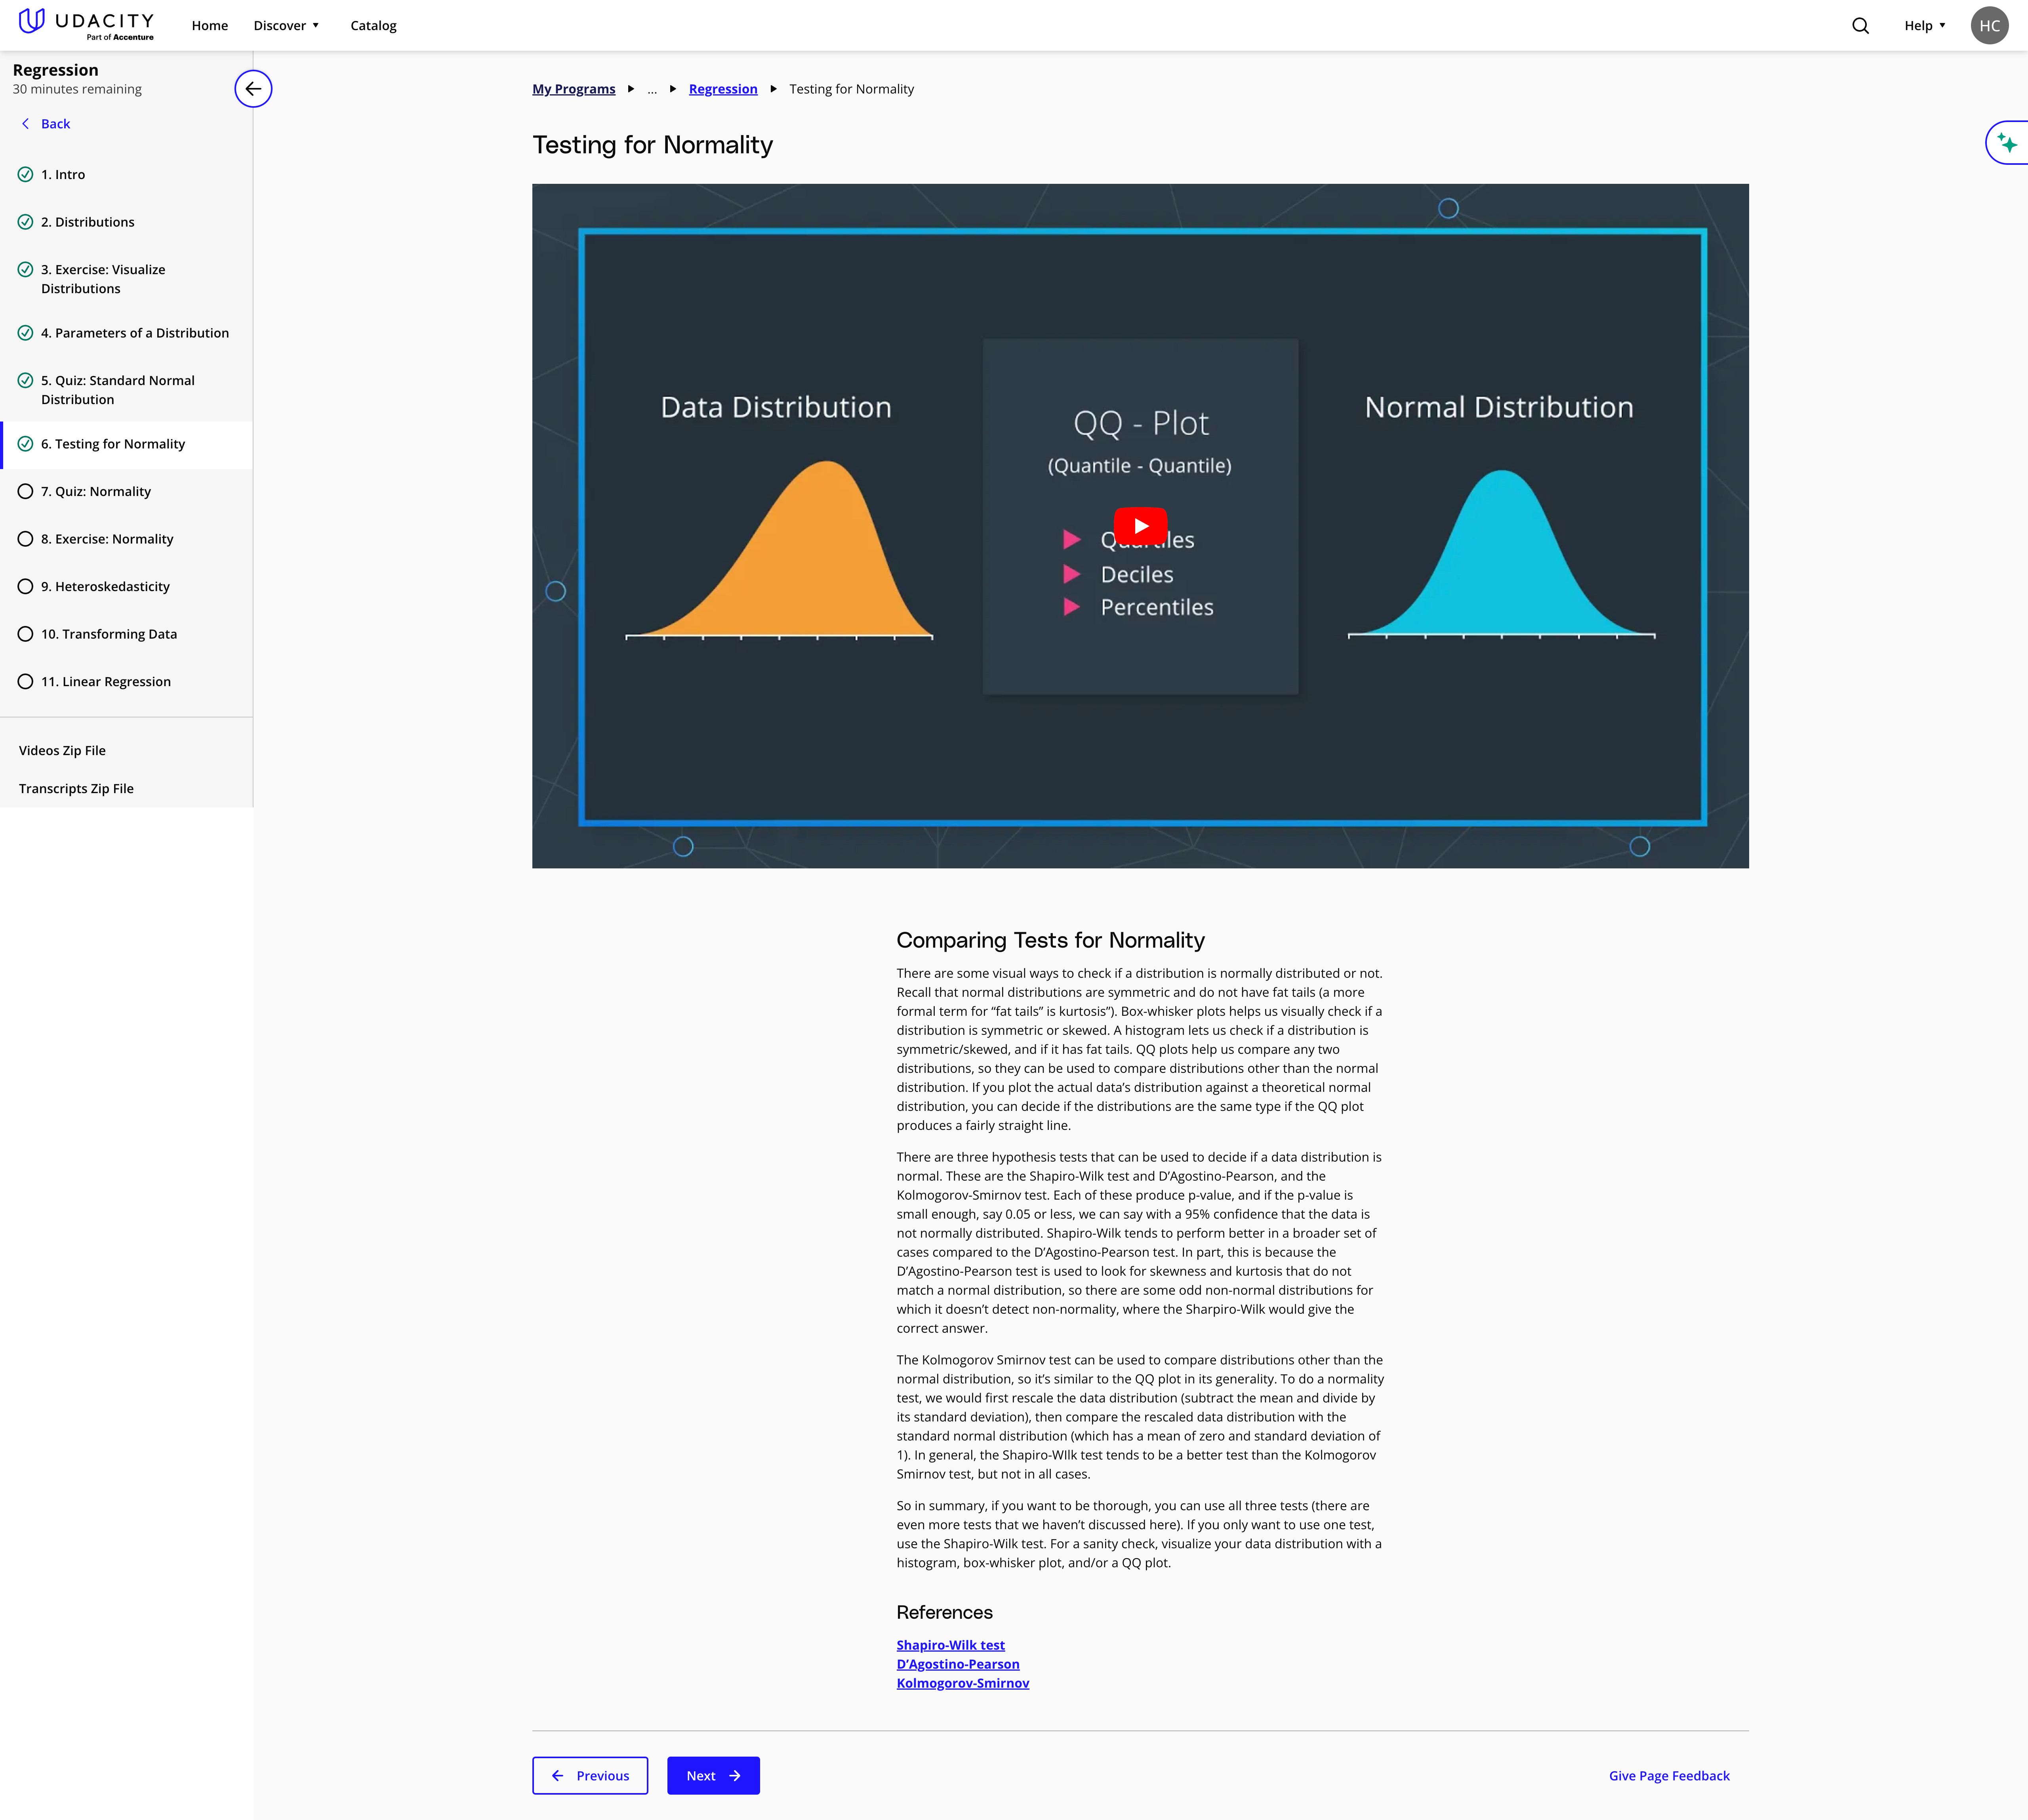 UDACITY
Part of Accenture
Home
Discover
Catalog
Help
HC
Regression
30 minutes remaining
Back
1. Intro
2. Distributions
3. Exercise: Visualize
Distributions
4. Parameters of a Distribution
5. Quiz: Standard Normal
Distribution
6. Testing for Normality
7. Quiz: Normality
8. Exercise: Normality
9. Heteroskedasticity
10. Transforming Data
11. Linear Regression
Videos Zip File
Transcripts Zip File
My Programs ... Regression Testing for Normality
Testing for Normality
Data Distribution
QQ - Plot
(Quantile - Quantile)
Quartiles
Deciles
Percentiles
Normal Distribution
Comparing Tests for Normality
There are some visual ways to check if a distribution is normally distributed or not.
Recall that normal distributions are symmetric and do not have fat tails (a more
formal term for “fat tails” is kurtosis”). Box-whisker plots helps us visually check if a
distribution is symmetric or skewed. A histogram lets us check if a distribution is
symmetric/skewed, and if it has fat tails. QQ plots help us compare any two
distributions, so they can be used to compare distributions other than the normal
distribution. If you plot the actual data’s distribution against a theoretical normal
distribution, you can decide if the distributions are the same type if the QQ plot
produces a fairly straight line.
There are three hypothesis tests that can be used to decide if a data distribution is
normal. These are the Shapiro-Wilk test and D’Agostino-Pearson, and the
Kolmogorov-Smirnov test. Each of these produce p-value, and if the p-value is
small enough, say 0.05 or less, we can say with a 95% confidence that the data is
not normally distributed. Shapiro-Wilk tends to perform better in a broader set of
cases compared to the D’Agostino-Pearson test. In part, this is because the
D’Agostino-Pearson test is used to look for skewness and kurtosis that do not
match a normal distribution, so there are some odd non-normal distributions for
which it doesn’t detect non-normality, where the Sharpiro-Wilk would give the
correct answer.
The Kolmogorov Smirnov test can be used to compare distributions other than the
normal distribution, so it’s similar to the QQ plot in its generality. To do a normality
test, we would first rescale the data distribution (subtract the mean and divide by
its standard deviation), then compare the rescaled data distribution with the
standard normal distribution (which has a mean of zero and standard deviation of
1). In general, the Shapiro-WIlk test tends to be a better test than the Kolmogorov
Smirnov test, but not in all cases.
So in summary, if you want to be thorough, you can use all three tests (there are
even more tests that we haven’t discussed here). If you only want to use one test,
use the Shapiro-Wilk test. For a sanity check, visualize your data distribution with a
histogram, box-whisker plot, and/or a QQ plot.
References
Shapiro-Wilk test
D’Agostino-Pearson
Kolmogorov-Smirnov
Previous
Next
Give Page Feedback